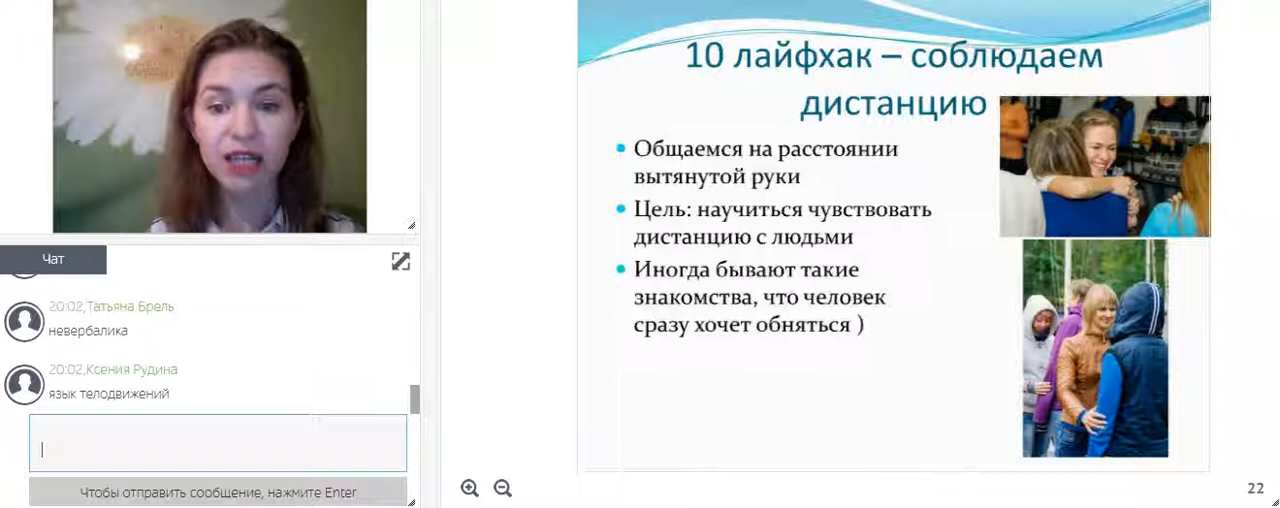 10 лайфхак – соблюдаем
дистанцию
Общаемся на расстоянии
вытянутой руки
Цель: научиться чувствовать
дистанцию с людьми
Иногда бывают такие
знакомства, что человек
сразу хочет обняться )
Чат
20:02,Татьяна Брель
невербалика
20:02,Ксения Рудина
язык телодвижений
Чтобы отправить сообщение, нажмите Enter
22